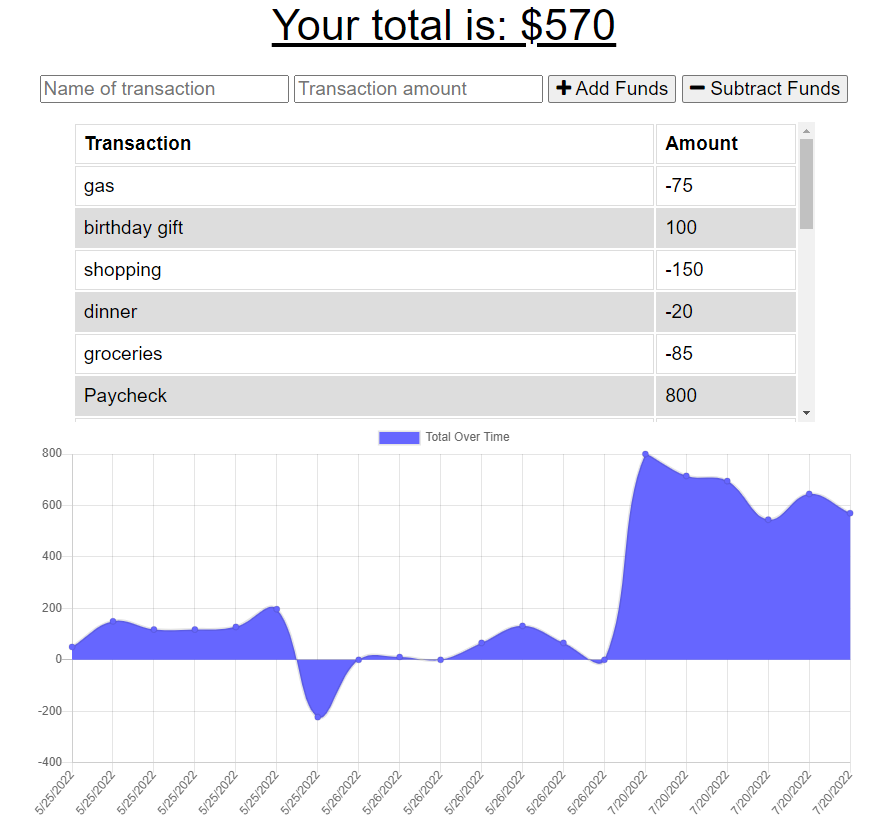 Your total is: $570
Name of transaction Transaction amount Add Funds Subtract Funds
Transaction Amount
gas -75
birthday gift 100
shopping -150
dinner -20
groceries -85
Paycheck 800
Total Over Time
800
600
400
200
0
-200
-400
5/25/2022 5/25/2022 5/25/2022 5/25/2022 5/25/2022 5/25/2022 5/25/2022 5/26/2022 5/26/2022 5/26/2022 5/26/2022 5/26/2022 5/26/2022 5/26/2022 7/20/2022 7/20/2022 7/20/2022 7/20/2022 7/20/2022 7/20/2022